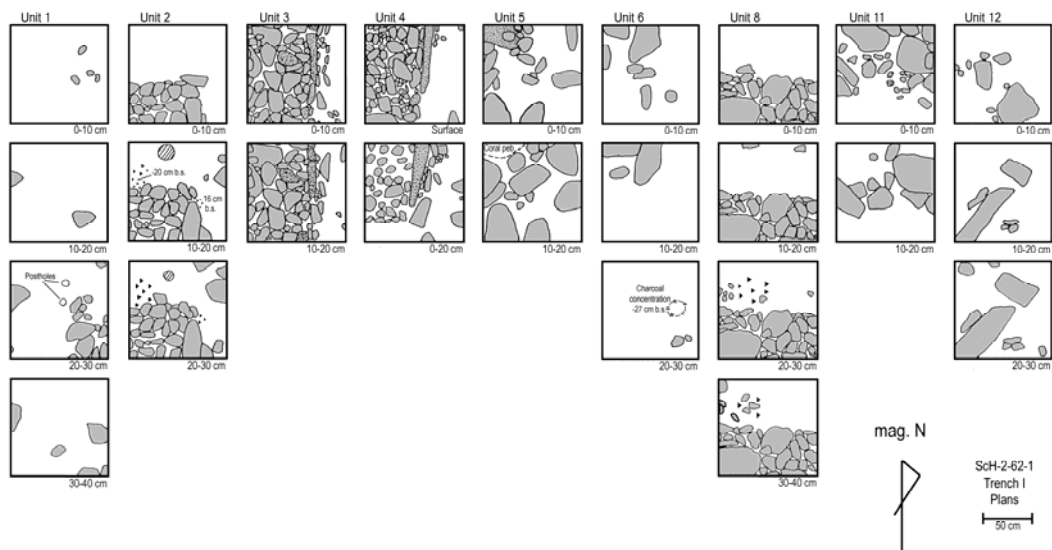 Unit 1
Unit 2
Unit 3
Unit 4
Unit 5
Unit 6
Unit 8
Unit 11
Unit 12
0-10 cm
0-10 cm
0-10 cm
Surface
0-10 cm
0-10 cm
0-10 cm
0-10 cm
0-10 cm
-20 cm b.s.
-16 cm
b.s.
Coral peb.
10-20 cm
10-20 cm
10-20 cm
0-20 cm
10-20 cm
10-20 cm
10-20 cm
10-20 cm
10-20 cm
Postholes
Charcoal
concentration
-27 cm b.s.
20-30 cm
20-30 cm
20-30 cm
20-30 cm
20-30 cm
30-40 cm
30-40 cm
mag. N
ScH-2-62-1
Trench I
Plans
50 cm